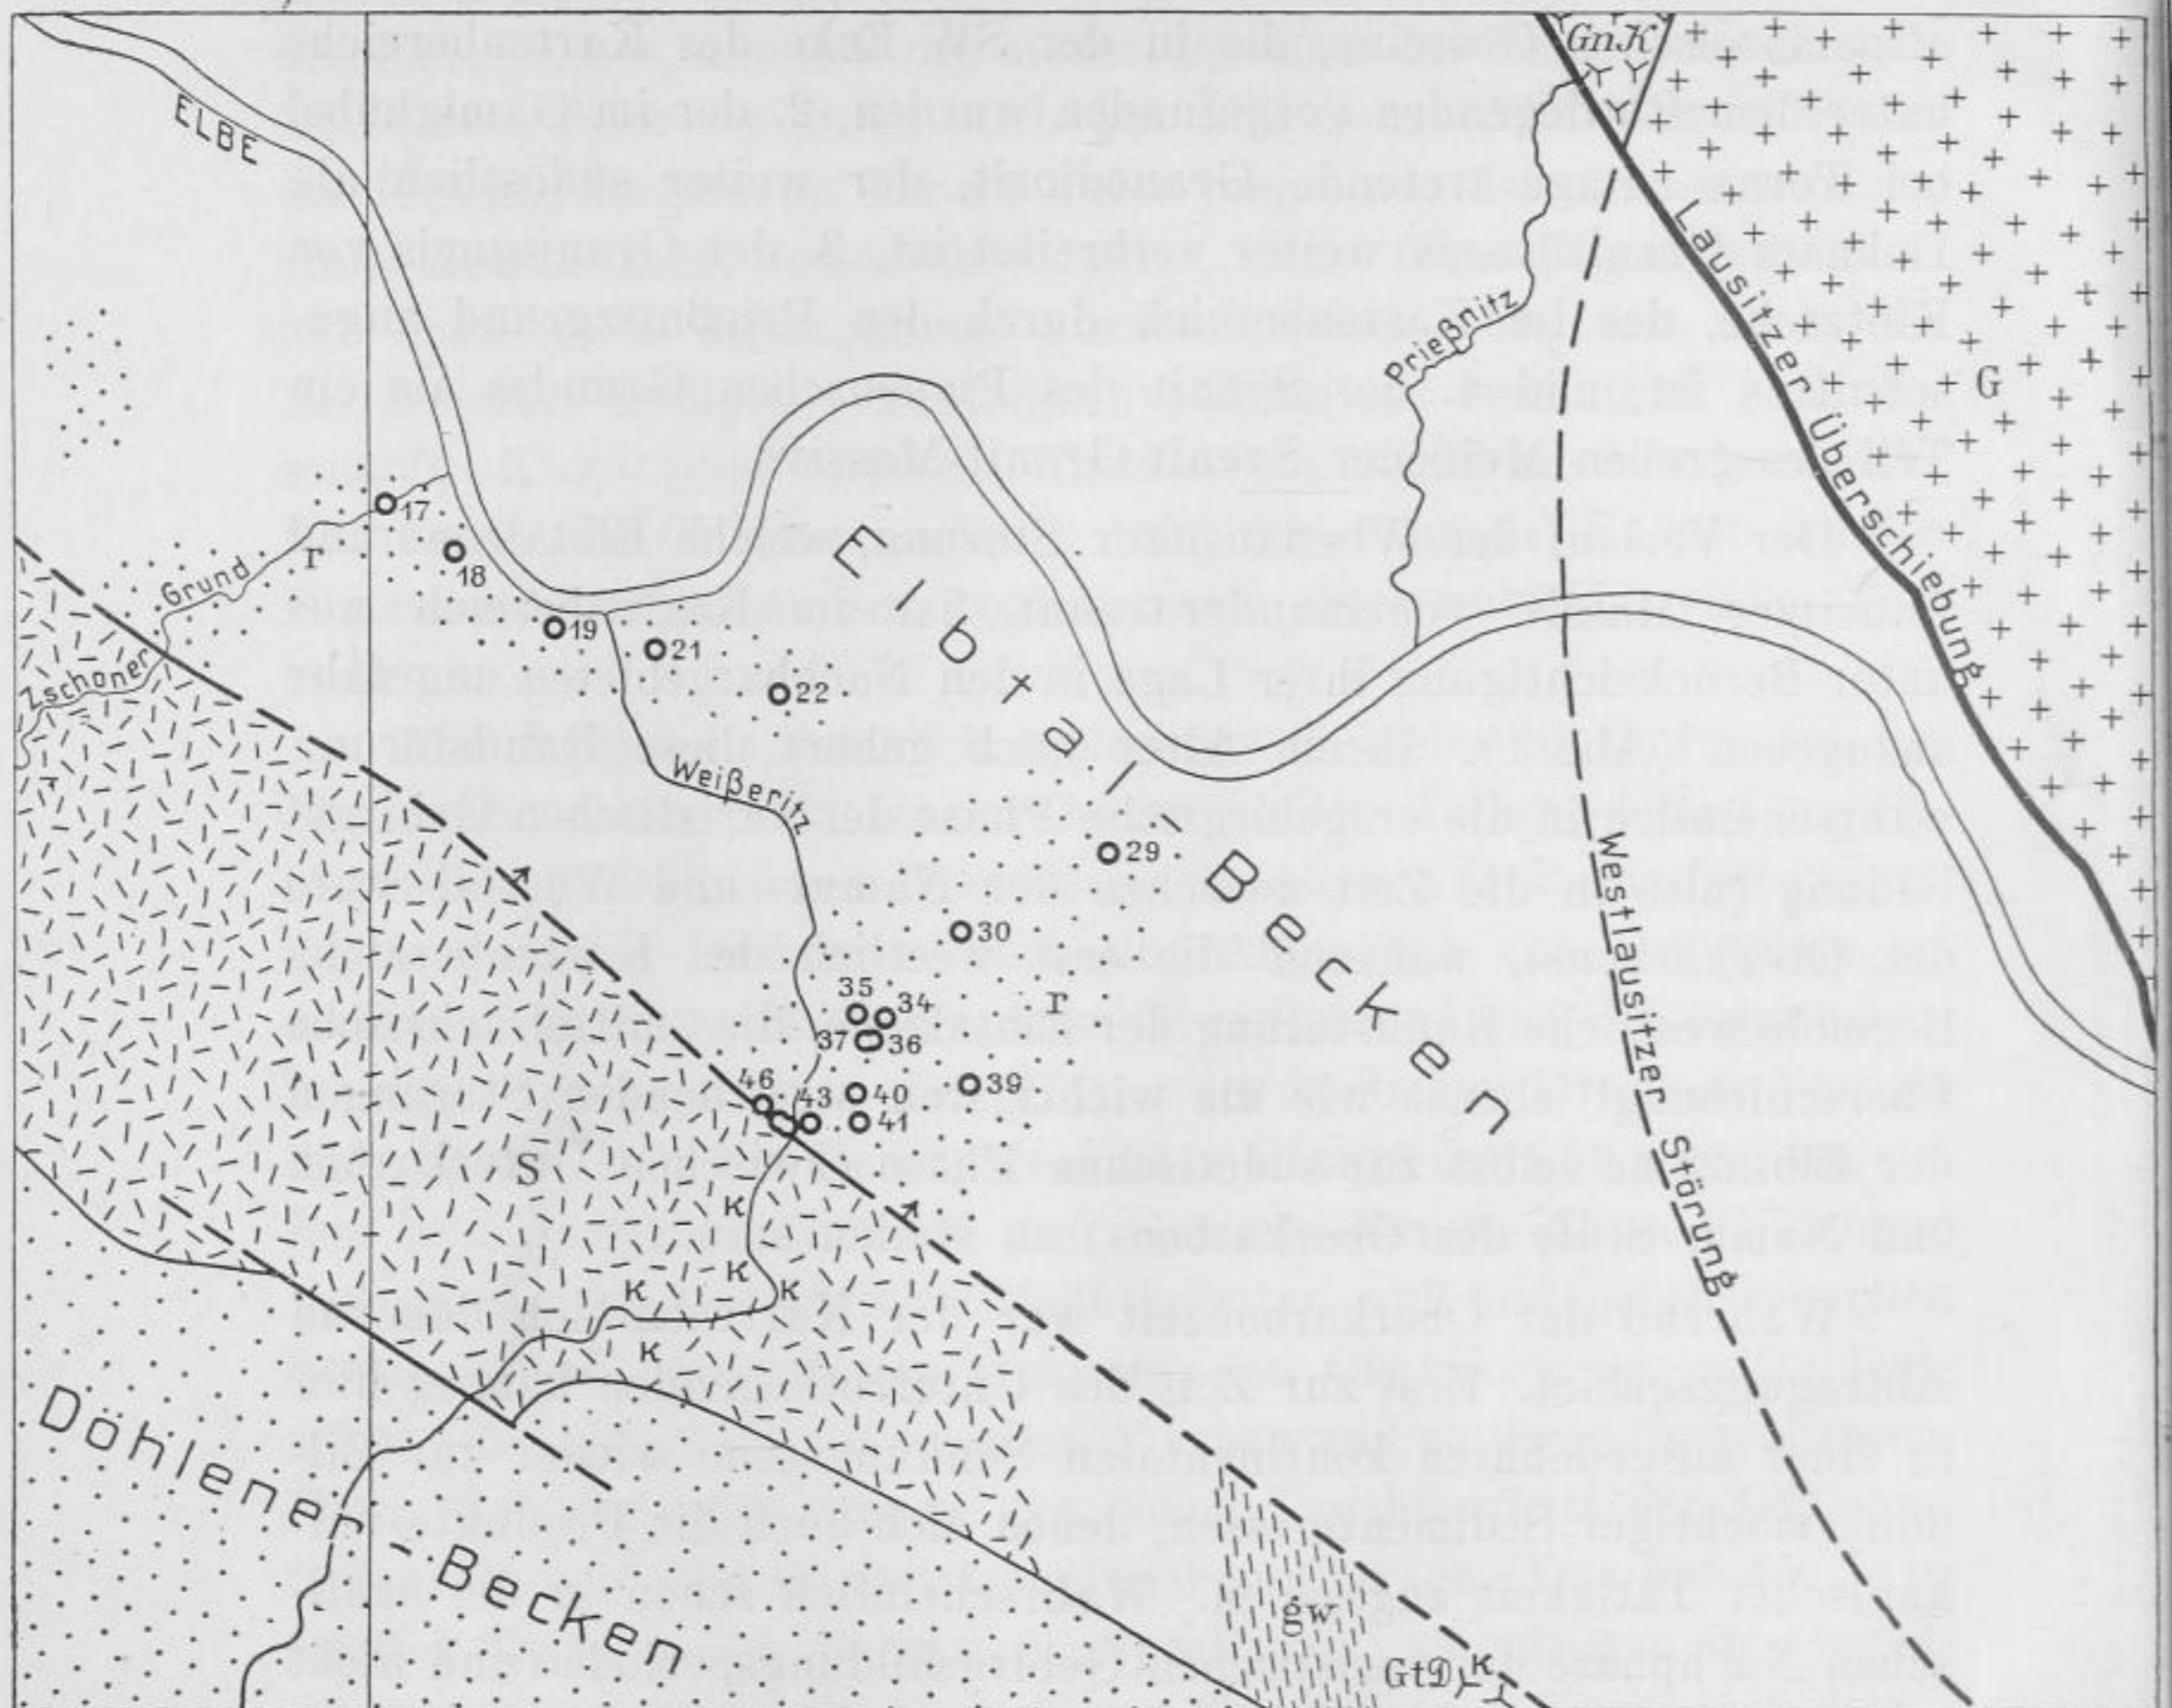 GnK
ELBE
Lausitzer Überschiebung
G
Prießnitz
17
r
18
Grund
Zschoner
19
21
22
Elbtal-Becken
Weißeritz
29
30
Westlausitzer Störung
35
34
r
37
36
39
46
43
40
41
S
K
K
K
K
K
Döhlener-Becken
gw
GtD
K